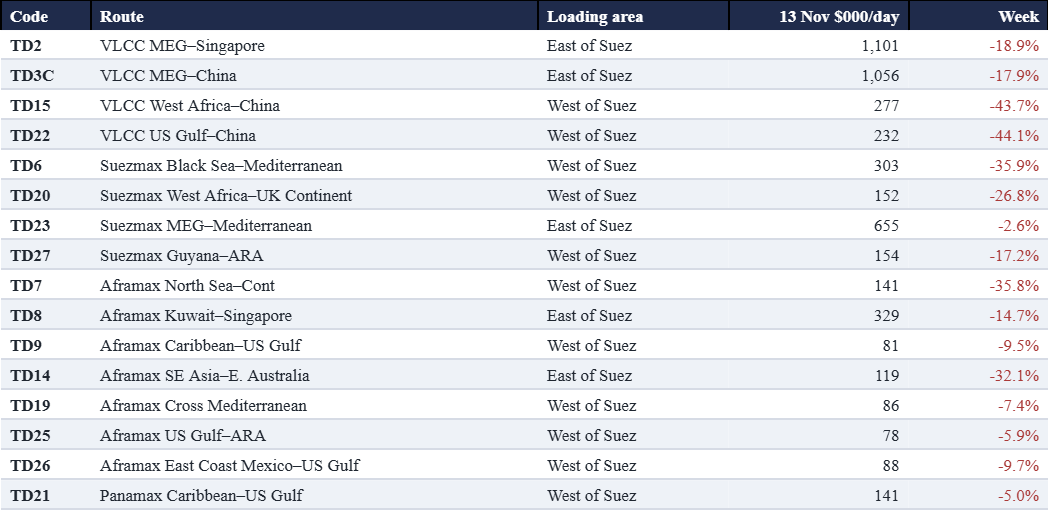 Code Route Loading area 13 Nov $000/day Week
TD2 VLCC MEG–Singapore East of Suez 1,101 -18.9%
TD3C VLCC MEG–China East of Suez 1,056 -17.9%
TD15 VLCC West Africa–China West of Suez 277 -43.7%
TD22 VLCC US Gulf–China West of Suez 232 -44.1%
TD6 Suezmax Black Sea–Mediterranean West of Suez 303 -35.9%
TD20 Suezmax West Africa–UK Continent West of Suez 152 -26.8%
TD23 Suezmax MEG–Mediterranean East of Suez 655 -2.6%
TD27 Suezmax Guyana–ARA West of Suez 154 -17.2%
TD7 Aframax North Sea–Cont West of Suez 141 -35.8%
TD8 Aframax Kuwait–Singapore East of Suez 329 -14.7%
TD9 Aframax Caribbean–US Gulf West of Suez 81 -9.5%
TD14 Aframax SE Asia–E. Australia East of Suez 119 -32.1%
TD19 Aframax Cross Mediterranean West of Suez 86 -7.4%
TD25 Aframax US Gulf–ARA West of Suez 78 -5.9%
TD26 Aframax East Coast Mexico–US Gulf West of Suez 88 -9.7%
TD21 Panamax Caribbean–US Gulf West of Suez 141 -5.0%